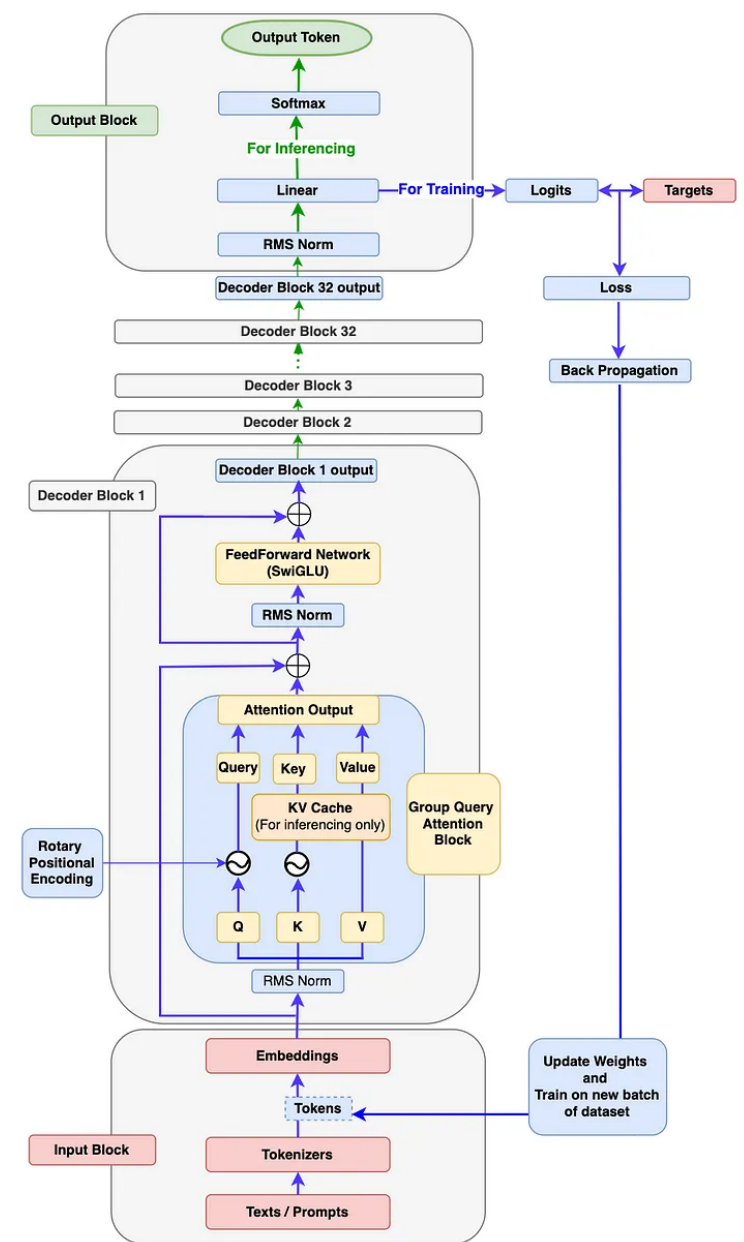 Output Token
Softmax
Output Block
For Inferencing
Linear
For Training
Logits
Targets
RMS Norm
Decoder Block 32 output
Loss
Decoder Block 32
Back Propagation
Decoder Block 3
Decoder Block 2
Decoder Block 1 output
Decoder Block 1
FeedForward Network
(SwiGLU)
RMS Norm
Attention Output
Query
Key
Value
KV Cache
(For inferencing only)
Group Query
Attention
Block
Rotary
Positional
Encoding
Q
K
V
RMS Norm
Embeddings
Update Weights
and
Train on new batch
of dataset
Tokens
Input Block
Tokenizers
Texts / Prompts